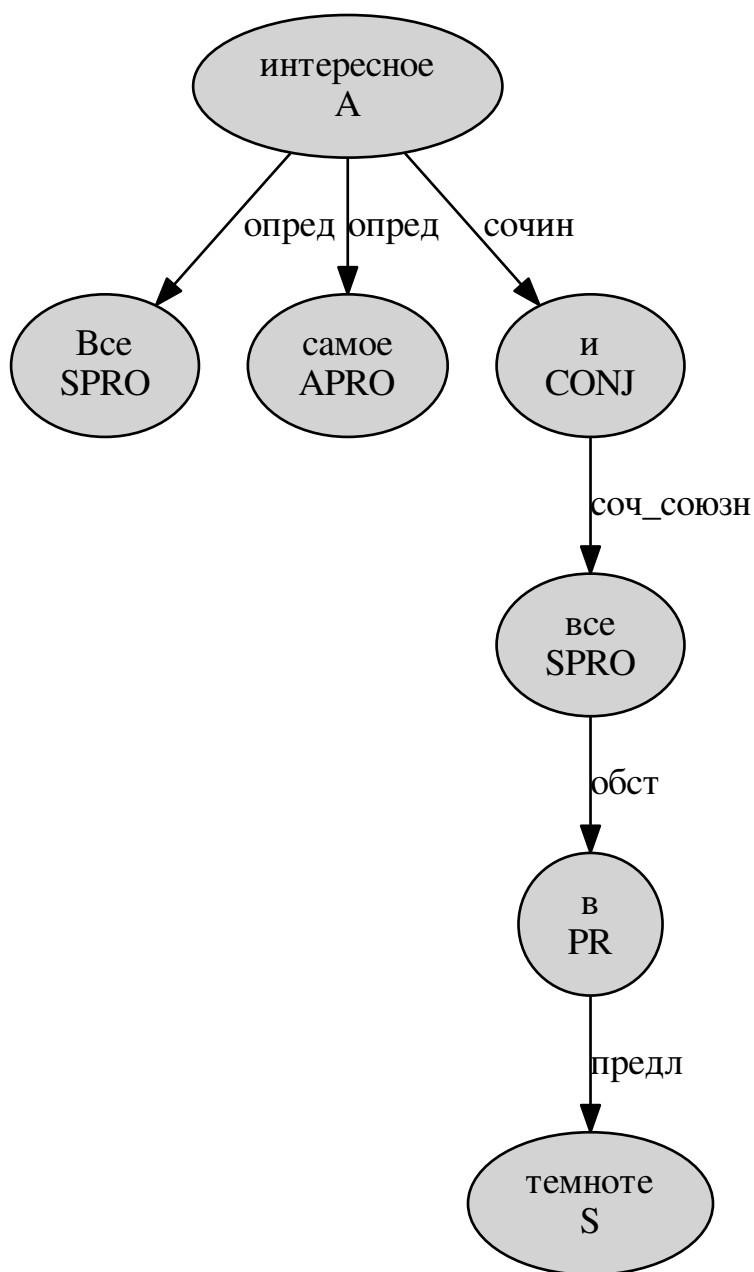 интересное
A
опред
опред
сочин
Все
SPRO
самое
APRO
и
CONJ
соч_союзн
все
SPRO
обст
в
PR
предл
темноте
S